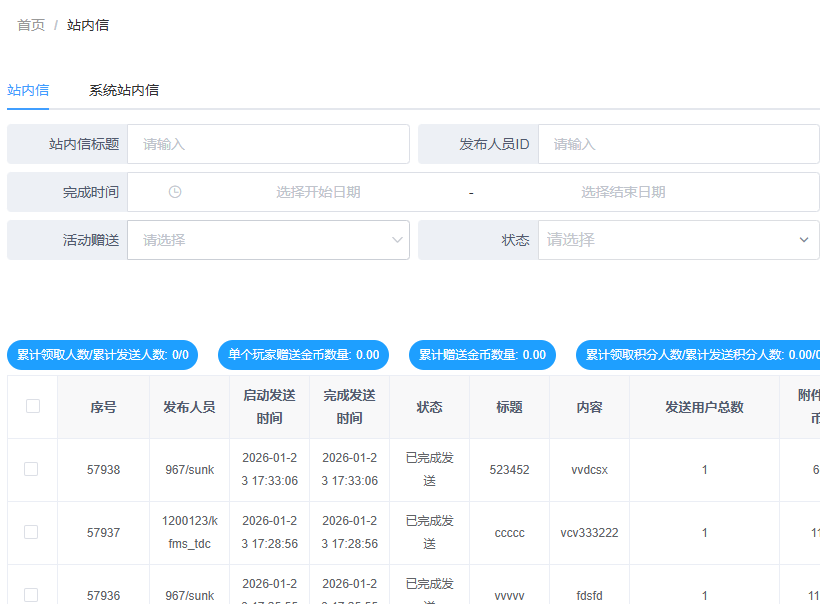 首页 / 站内信
站内信 系统站内信
站内信标题 请输入 发布人员ID 请输入
完成时间 选择开始日期 - 选择结束日期
活动赠送 请选择 状态 请选择
累计领取人数/累计发送人数: 0/0 单个玩家赠送金币数量: 0.00 累计赠送金币数量: 0.00 累计领取积分人数/累计发送积分人数: 0.00/0
序号 发布人员 启动发送 完成发送 状态 标题 内容 发送用户总数 附件
时间 时间 币
57938 967/sunk 2026-01-2 2026-01-2 已完成发 523452 vvdcsx 1 6
3 17:33:06 3 17:33:06 送
57937 1200123/k 2026-01-2 2026-01-2 已完成发 ccccc vcv333222 1 11
fms_tdc 3 17:28:56 3 17:28:56 送
57936 967/sunk 2026-01-2 2026-01-2 已完成发 vvvvv fdsfd 1 11